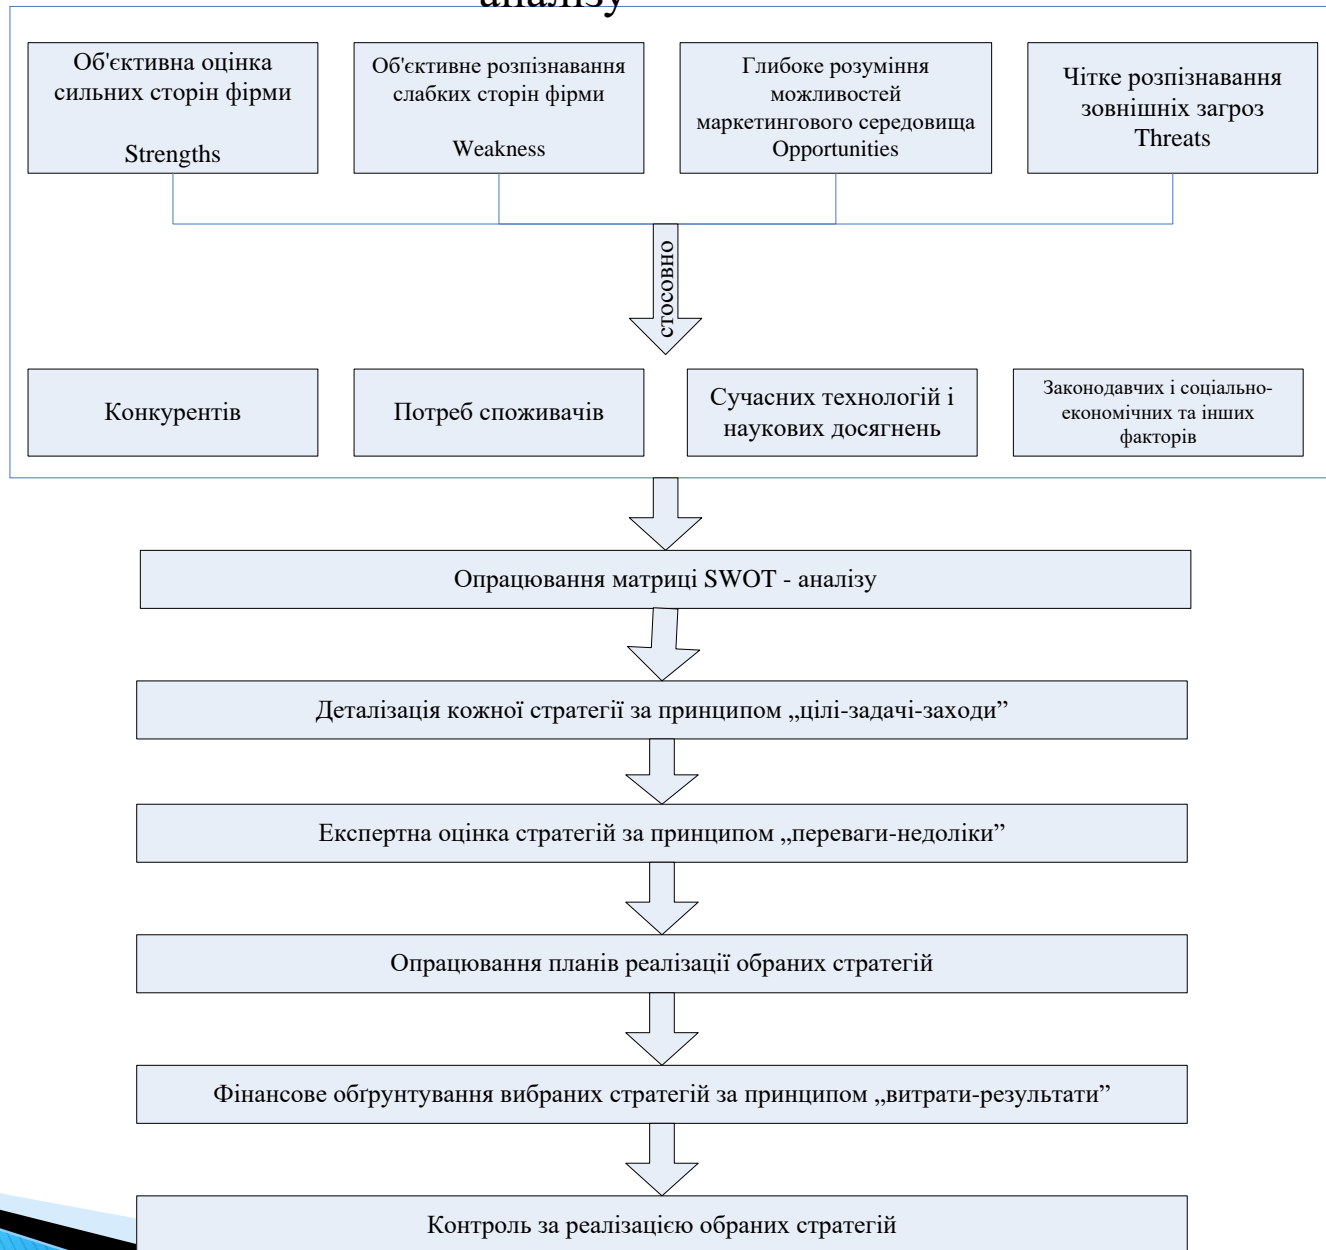 аналізу
Об'єктивна оцінка
сильних сторін фірми
Strengths
Об'єктивне розпізнавання
слабких сторін фірми
Weakness
Глибоке розуміння
можливостей
маркетингового середовища
Opportunities
Чітке розпізнавання
зовнішніх загроз
Threats
стосовно
Конкурентів
Потреб споживачів
Сучасних технологій і
наукових досягнень
Законодавчих і соціально-
економічних та інших
факторів
Опрацювання матриці SWOT - аналізу
Деталізація кожної стратегії за принципом „цілі-задачі-заходи”
Експертна оцінка стратегій за принципом „переваги-недоліки”
Опрацювання планів реалізації обраних стратегій
Фінансове обґрунтування вибраних стратегій за принципом „витрати-результати”
Контроль за реалізацією обраних стратегій